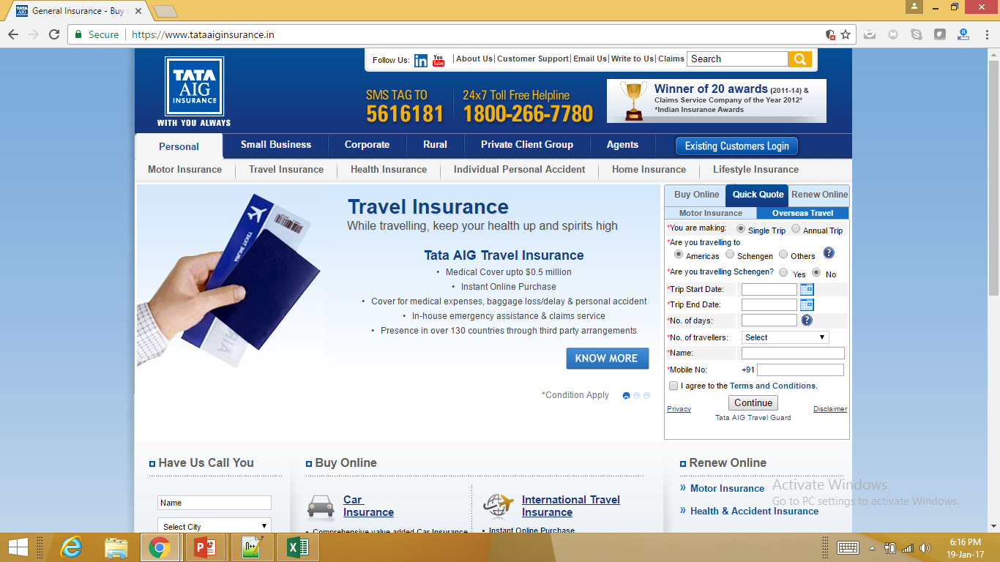 General Insurance - Buy
Secure
https://www.tataaiginsurance.in
TATA
AIG
INSURANCE
WITH YOU ALWAYS
Follow Us:
in
You
Tube
|About Us|Customer Support|Email Us|Write to Us|Claims
Search
SMS TAG TO
5616181
24x7 Toll Free Helpline
1800-266-7780
Winner of 20 awards (2011-14) &
Claims Service Company of the Year 2012*
*Indian Insurance Awards
Personal
Small Business
Corporate
Rural
Private Client Group
Agents
Existing Customers Login
Motor Insurance
Travel Insurance
Health Insurance
Individual Personal Accident
Home Insurance
Lifestyle Insurance
Travel Insurance
While travelling, keep your health up and spirits high
Tata AIG Travel Insurance
• Medical Cover upto $0.5 million
• Instant Online Purchase
• Cover for medical expenses, baggage loss/delay & personal accident
• In-house emergency assistance & claims service
• Presence in over 130 countries through third party arrangements
KNOW MORE
*Condition Apply
Buy Online
Quick Quote
Renew Online
Motor Insurance
Overseas Travel
*You are making: Single Trip Annual Trip
*Are you travelling to
Americas Schengen Others ?
*Are you travelling Schengen? Yes No
*Trip Start Date:
*Trip End Date:
*No. of days: ?
*No. of travellers: Select
*Name:
*Mobile No: +91
I agree to the Terms and Conditions.
Continue
Privacy
Disclaimer
Tata AIG Travel Guard
Have Us Call You
Name
Select City
Buy Online
Car
Insurance
Comprehensive value added Car Insurance
International Travel
Insurance
Instant Online Purchase
Renew Online
» Motor Insurance
» Health & Accident Insurance
Activate Windows
Go to PC settings to activate Windows.
6:16 PM
19-Jan-17